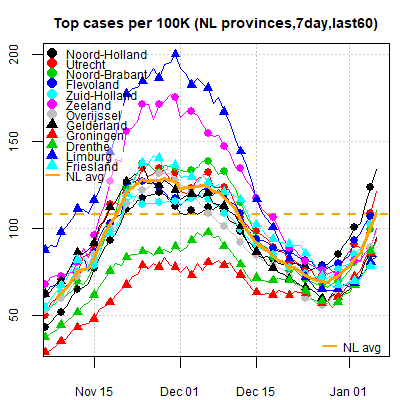 Top cases per 100K (NL provinces,7day,last60)
200
150
100
50
Noord-Holland
Utrecht
Noord-Brabant
Flevoland
Zuid-Holland
Zeeland
Overijssel
Gelderland
Groningen
Drenthe
Limburg
Friesland
NL avg
NL avg
Nov 15
Dec 01
Dec 15
Jan 01